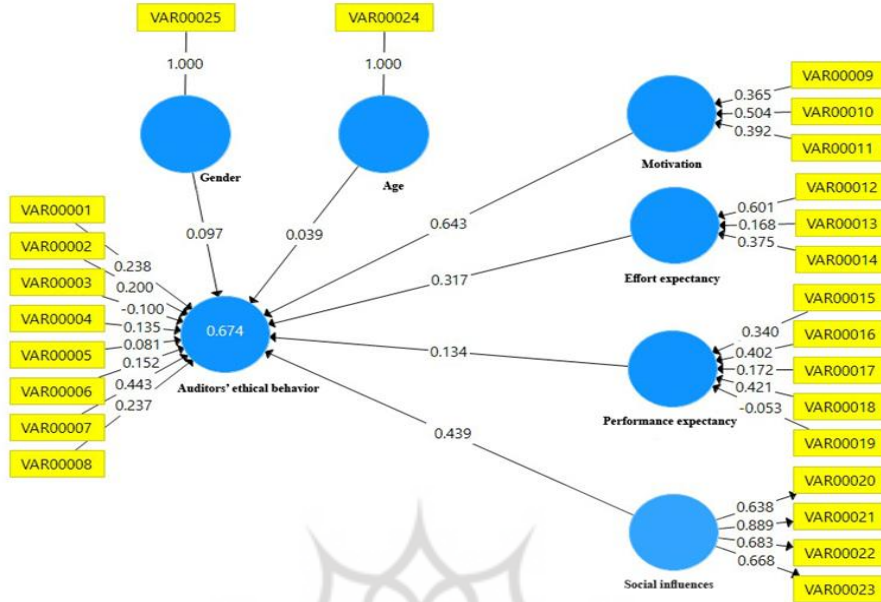 VAR00025
VAR00024
1.000
1.000
Gender
Age
0.097
0.039
VAR00001
VAR00002
VAR00003
VAR00004
VAR00005
VAR00006
VAR00007
VAR00008
0.238
0.200
-0.100
0.135
0.081
0.152
0.443
0.237
0.674
Auditors' ethical behavior
0.643
0.317
0.134
0.439
Motivation
0.365
0.504
0.392
VAR00009
VAR00010
VAR00011
Effort expectancy
0.601
0.168
0.375
VAR00012
VAR00013
VAR00014
Performance expectancy
0.340
0.402
0.172
0.421
-0.053
VAR00015
VAR00016
VAR00017
VAR00018
VAR00019
Social influences
0.638
0.889
0.683
0.668
VAR00020
VAR00021
VAR00022
VAR00023